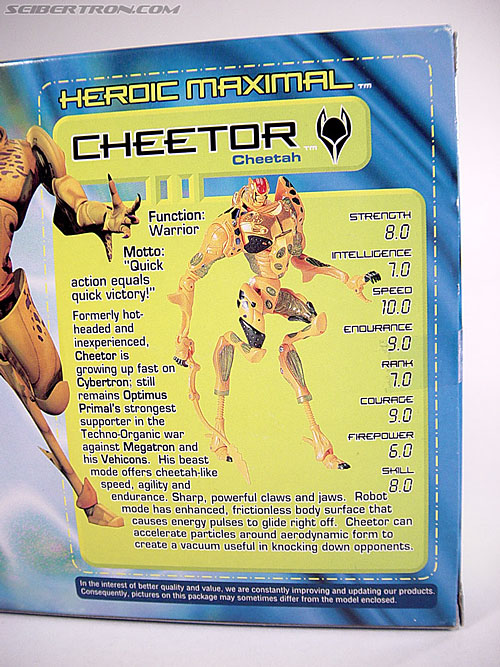 SEIBERTRON.COM
HEROIC MAXIMAL™
CHEETOR™
Cheetah
Function:
Warrior
Motto:
"Quick
action equals
quick victory!"
Formerly hot-
headed and
inexperienced,
Cheetor is
growing up fast on
Cybertron; still
remains Optimus
Primal's strongest
supporter in the
Techno-Organic war
against Megatron and
his Vehicons. His beast
mode offers cheetah-like
speed, agility and
endurance. Sharp, powerful claws and jaws. Robot
mode has enhanced, frictionless body surface that
causes energy pulses to glide right off. Cheetor can
accelerate particles around aerodynamic form to
create a vacuum useful in knocking down opponents.
STRENGTH
8.0
INTELLIGENCE
7.0
SPEED
10.0
ENDURANCE
9.0
RANK
7.0
COURAGE
9.0
FIREPOWER
6.0
SKILL
8.0
In the interest of better quality and value, we are constantly improving and updating our products.
Consequently, pictures on this package may sometimes differ from the model enclosed.
SEIBERTRON.COM